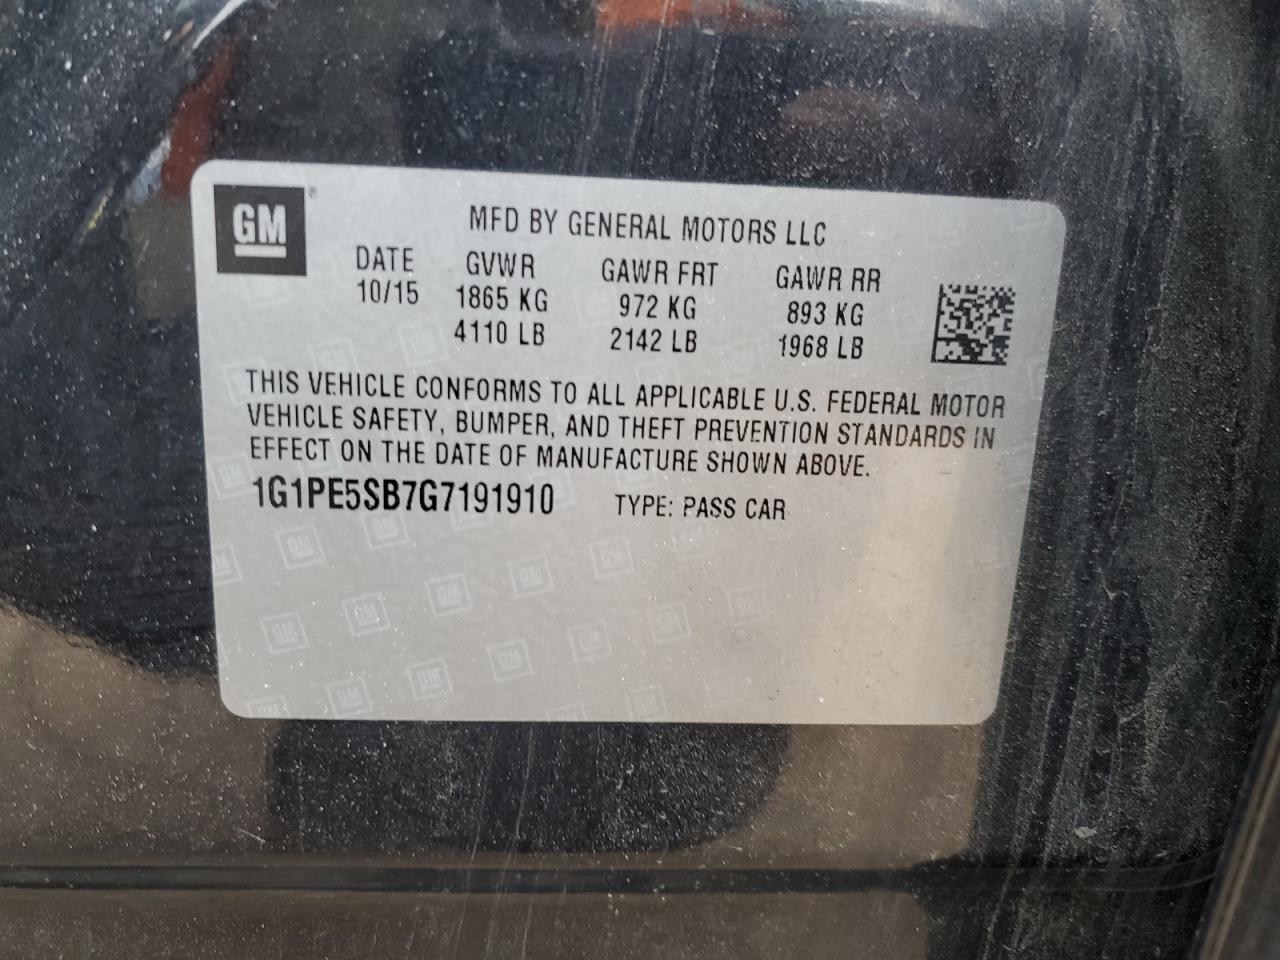 GM ®
MFD BY GENERAL MOTORS LLC
DATE GVWR GAWR FRT GAWR RR
10/15 1865 KG 972 KG 893 KG
4110 LB 2142 LB 1968 LB
THIS VEHICLE CONFORMS TO ALL APPLICABLE U.S. FEDERAL MOTOR
VEHICLE SAFETY, BUMPER, AND THEFT PREVENTION STANDARDS IN
EFFECT ON THE DATE OF MANUFACTURE SHOWN ABOVE.
1G1PE5SB7G7191910 TYPE: PASS CAR